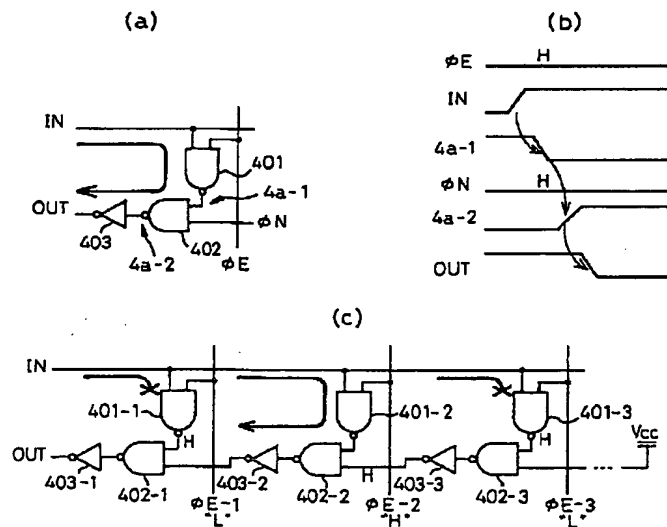 (a)
IN
401
4a-1
OUT
φN
403
4a-2
402
φE
(b)
φE H
IN
4a-1
φN H
4a-2
OUT
(c)
IN
401-1
H
401-2
401-3
H
Vcc
OUT
403-1
402-1
403-2
402-2
H
403-3
402-3
φE-1
"L"
φE-2
"H"
φE-3
"L"